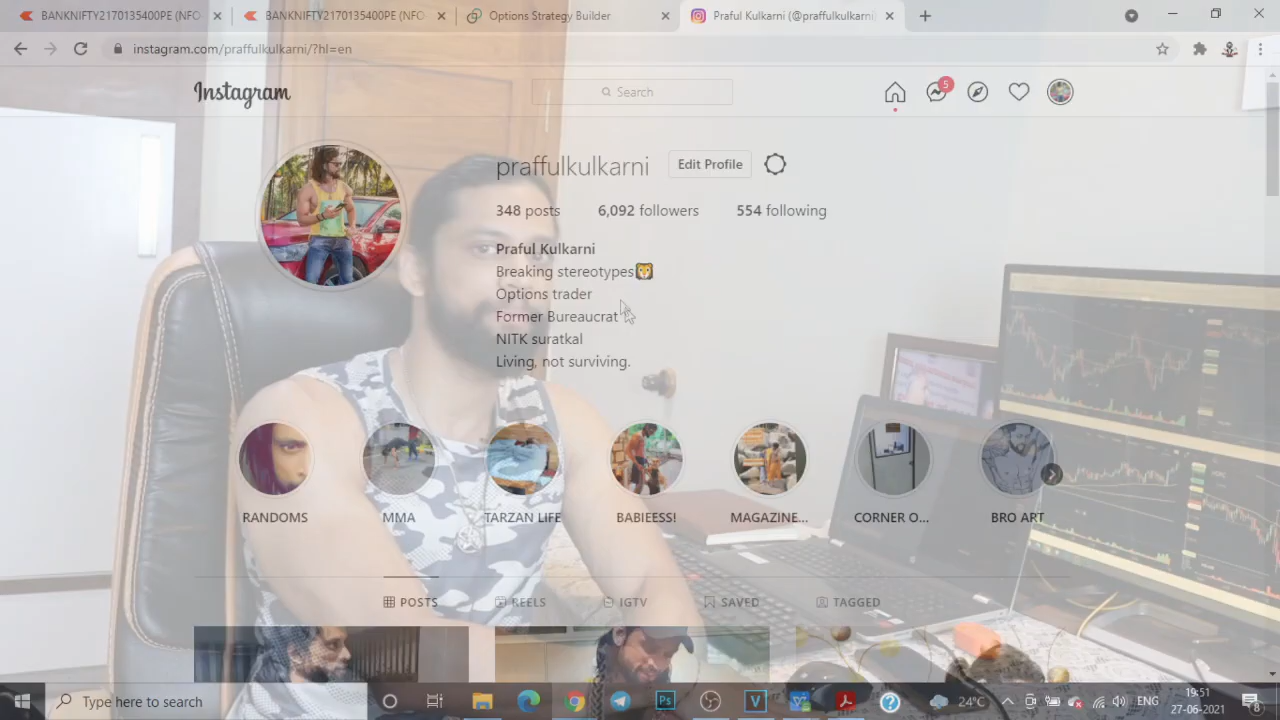 BANKNIFTY2170135400PE (NFO
BANKNIFTY2170135400PE (NFO
Options Strategy Builder
Praful Kulkarni (@praffulkulkarni)
instagram.com/praffulkulkarni/?hl=en
Instagram
Search
5
praffulkulkarni
Edit Profile
348 posts
6,092 followers
554 following
Praful Kulkarni
Breaking stereotypes🐯
Options trader
Former Bureaucrat
NITK suratkal
Living, not surviving.
RANDOMS
MMA
TARZAN LIFE
BABIEESS!
MAGAZINE...
CORNER O...
BRO ART
POSTS
REELS
IGTV
SAVED
TAGGED
Type here to search
Ps
V
24°C
ENG
19:51
27-06-2021
8